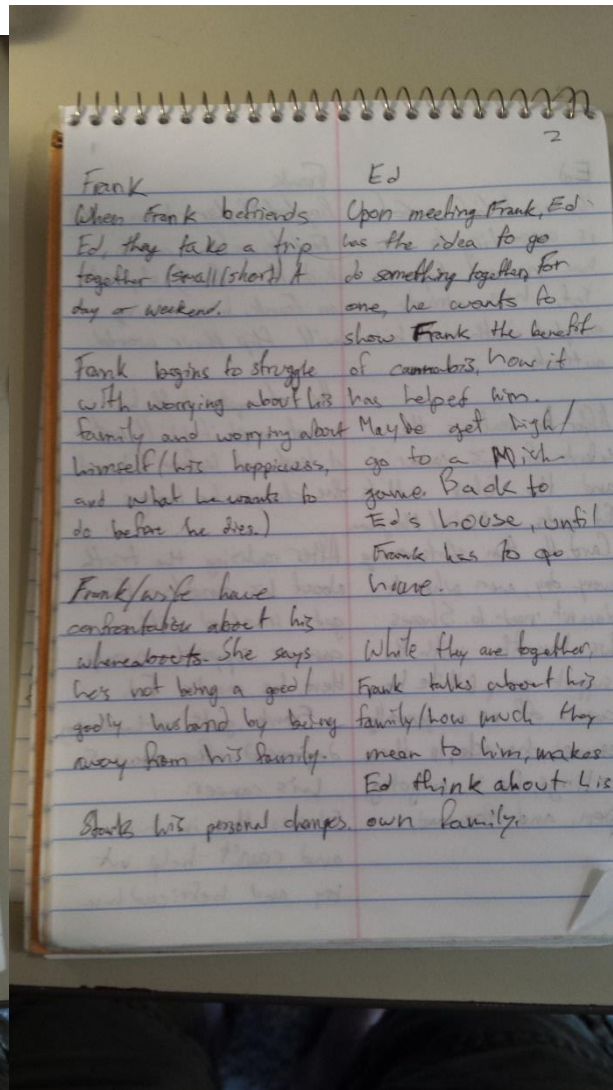 2
Frank
When Frank befriends
Ed, they take a trip
together (small/short) A
day or weekend.
Frank begins to struggle
with worrying about his
family and worrying about
himself/his happiness,
and what he wants to
do before he dies.)
Frank/wife have
confrontation about his
whereabouts. She says
he's not being a good/
godly husband by being
away from his family.
Starts his personal changes.
Ed
Upon meeting Frank, Ed
has the idea to go
do something together, for
one, he wants to
show Frank the benefit
of cannabis, how it
has helped him.
Maybe get high/
go to a Mich
game. Back to
Ed's house, until
Frank has to go
home.
While they are together,
Frank talks about his
family/how much they
mean to him, makes
Ed think about his
own family.